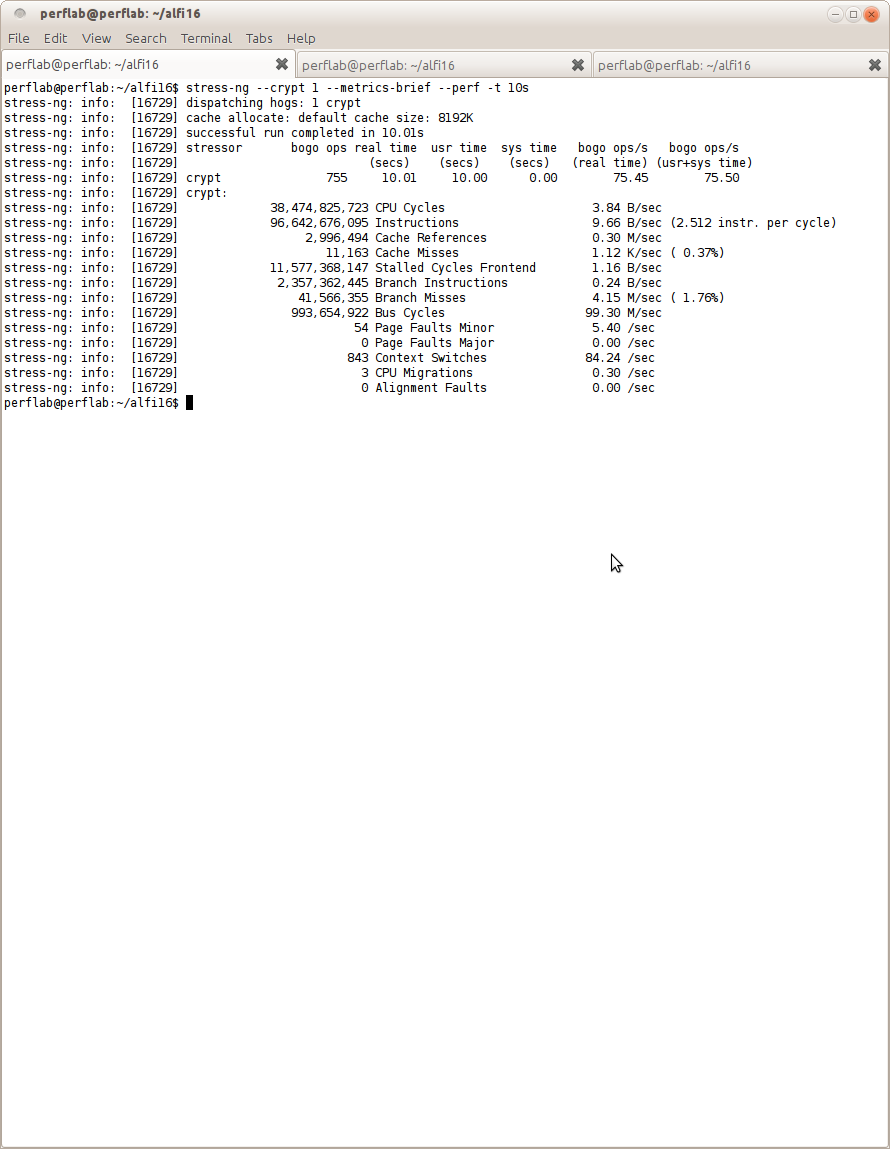 perflab@perflab: ~/alfi16
File Edit View Search Terminal Tabs Help
perflab@perflab: ~/alfi16 perflab@perflab: ~/alfi16 perflab@perflab: ~/alfi16
perflab@perflab:~/alfi16$ stress-ng --crypt 1 --metrics-brief --perf -t 10s
stress-ng: info:  [16729] dispatching hogs: 1 crypt
stress-ng: info:  [16729] cache allocate: default cache size: 8192K
stress-ng: info:  [16729] successful run completed in 10.01s
stress-ng: info:  [16729] stressor       bogo ops real time  usr time  sys time   bogo ops/s   bogo ops/s
stress-ng: info:  [16729]                           (secs)    (secs)    (secs)   (real time) (usr+sys time)
stress-ng: info:  [16729] crypt               755     10.01     10.00      0.00        75.45        75.50
stress-ng: info:  [16729] crypt:
stress-ng: info:  [16729]             38,474,825,723 CPU Cycles                     3.84 B/sec
stress-ng: info:  [16729]             96,642,676,095 Instructions                   9.66 B/sec (2.512 instr. per cycle)
stress-ng: info:  [16729]                  2,996,494 Cache References               0.30 M/sec
stress-ng: info:  [16729]                     11,163 Cache Misses                   1.12 K/sec ( 0.37%)
stress-ng: info:  [16729]             11,577,368,147 Stalled Cycles Frontend        1.16 B/sec
stress-ng: info:  [16729]              2,357,362,445 Branch Instructions            0.24 B/sec
stress-ng: info:  [16729]                 41,566,355 Branch Misses                  4.15 M/sec ( 1.76%)
stress-ng: info:  [16729]                993,654,922 Bus Cycles                    99.30 M/sec
stress-ng: info:  [16729]                         54 Page Faults Minor              5.40 /sec
stress-ng: info:  [16729]                          0 Page Faults Major              0.00 /sec
stress-ng: info:  [16729]                        843 Context Switches              84.24 /sec
stress-ng: info:  [16729]                          3 CPU Migrations                 0.30 /sec
stress-ng: info:  [16729]                          0 Alignment Faults               0.00 /sec
perflab@perflab:~/alfi16$